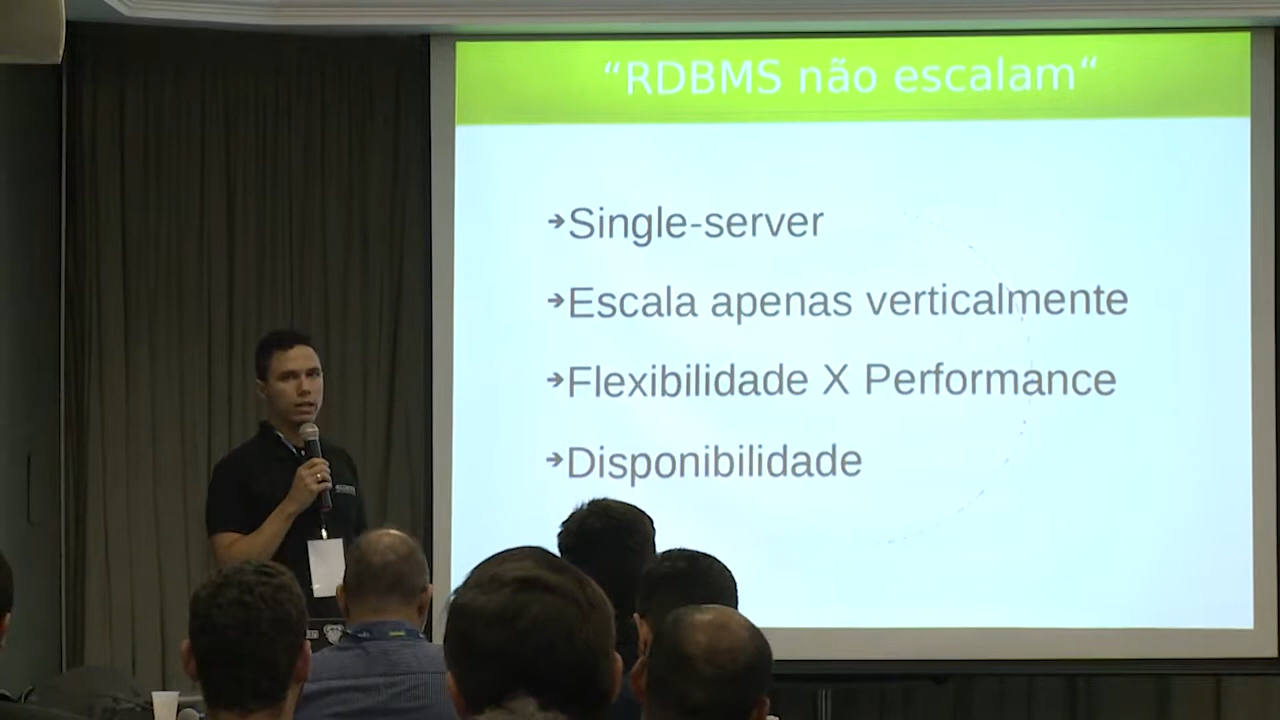 “RDBMS não escalam“
➔Single-server
➔Escala apenas verticalmente
➔Flexibilidade X Performance
➔Disponibilidade